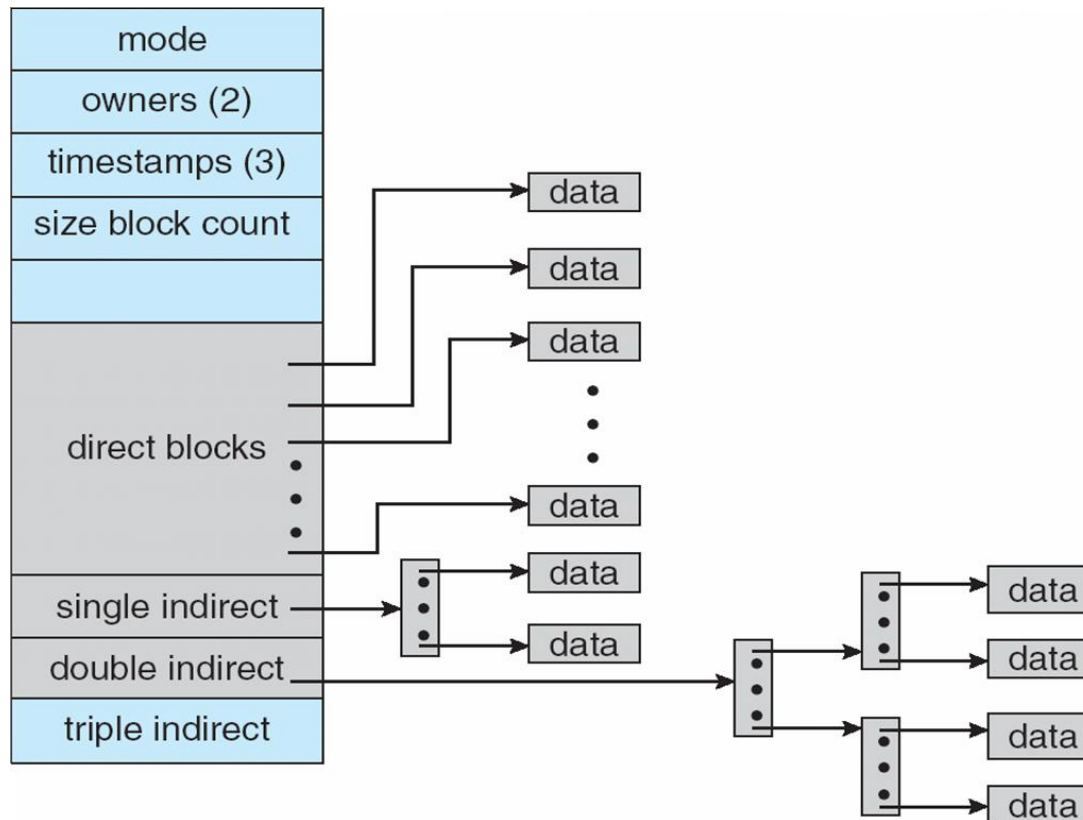 mode
owners (2)
timestamps (3)
size block count
direct blocks
single indirect
double indirect
triple indirect
data
data
data
data
data
data
data
data
data
data